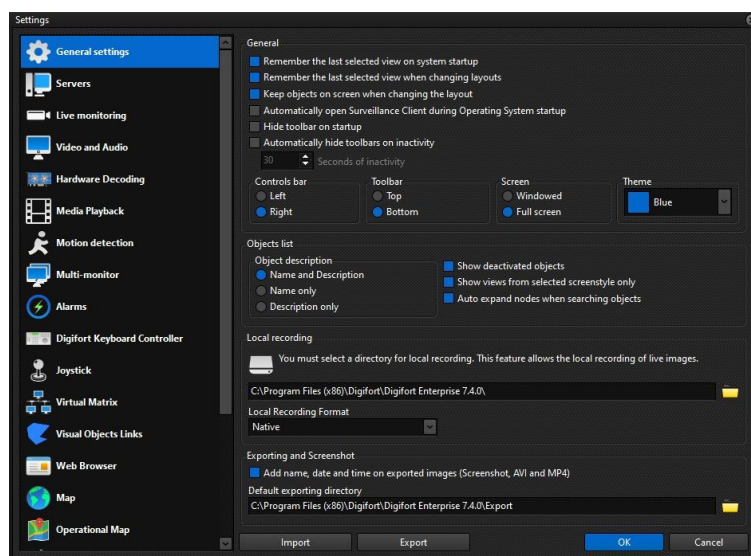 Settings
General settings
Servers
Live monitoring
Video and Audio
Hardware Decoding
Media Playback
Motion detection
Multi-monitor
Alarms
Digifort Keyboard Controller
Joystick
Virtual Matrix
Visual Objects Links
Web Browser
Map
Operational Map
General
Remember the last selected view on system startup
Remember the last selected view when changing layouts
Keep objects on screen when changing the layout
Automatically open Surveillance Client during Operating System startup
Hide toolbar on startup
Automatically hide toolbars on inactivity
30 Seconds of inactivity
Controls bar Toolbar Screen Theme
Left Top Windowed Blue
Right Bottom Full screen
Objects list
Object description
Name and Description Show deactivated objects
Name only Show views from selected screenstyle only
Description only Auto expand nodes when searching objects
Local recording
You must select a directory for local recording. This feature allows the local recording of live images.
C:\Program Files (x86)\Digifort\Digifort Enterprise 7.4.0\
Local Recording Format
Native
Exporting and Screenshot
Add name, date and time on exported images (Screenshot, AVI and MP4)
Default exporting directory
C:\Program Files (x86)\Digifort\Digifort Enterprise 7.4.0\Export
Import Export OK Cancel